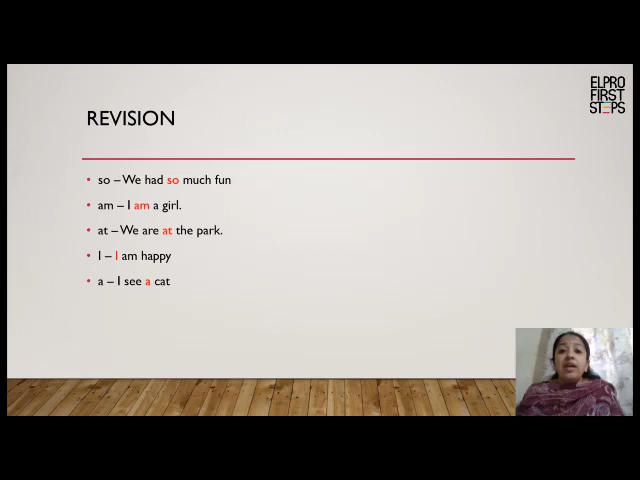 ELPRO
FIRST
STEPS
REVISION
so – We had so much fun
am – I am a girl.
at – We are at the park.
I – I am happy
a – I see a cat